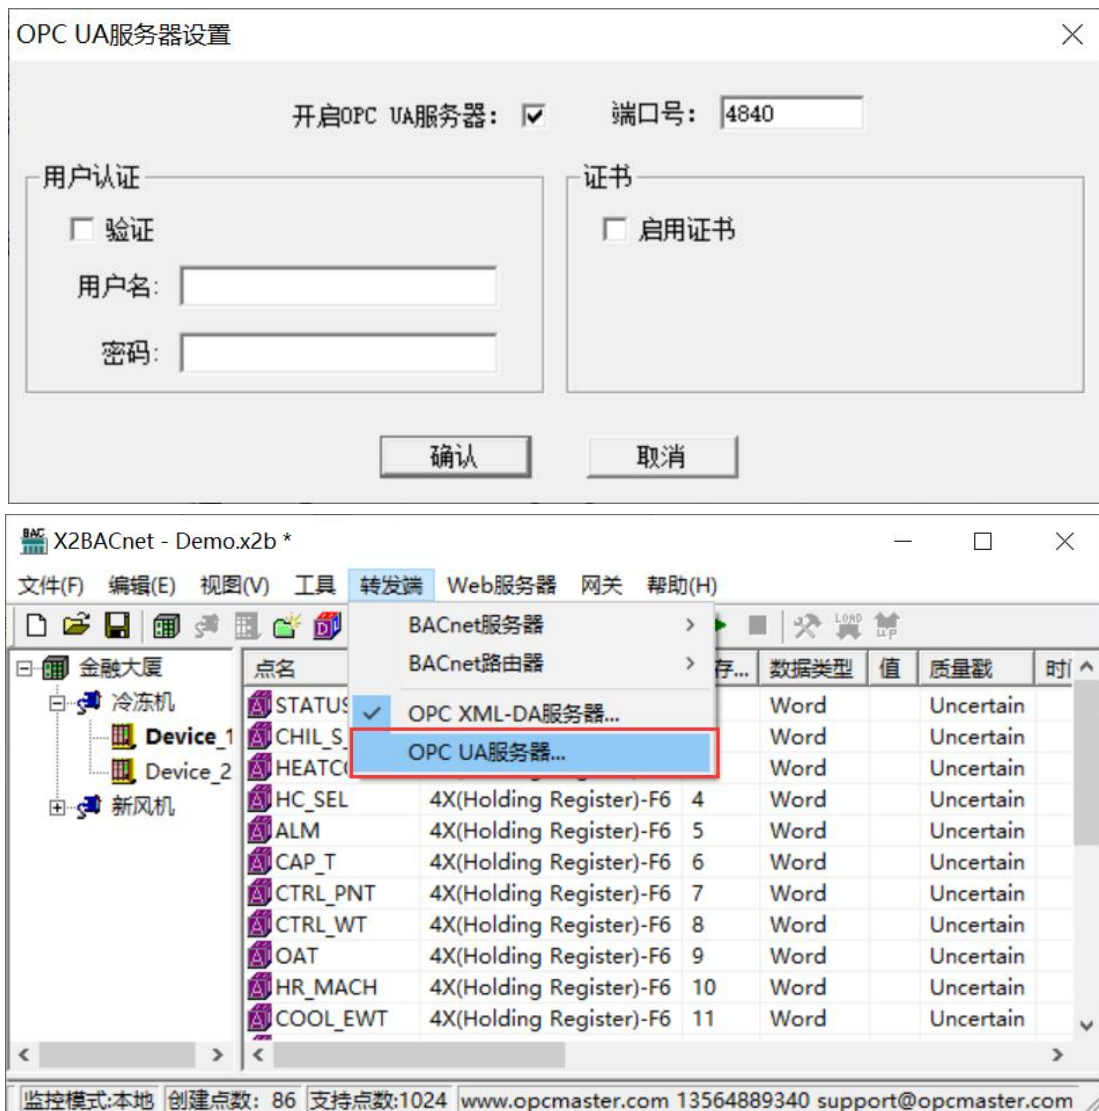 OPC UA服务器设置
开启OPC UA服务器: 端口号: 4840
用户认证 证书
验证 启用证书
用户名:
密码:
确认 取消
X2BACnet - Demo.x2b *
文件(F) 编辑(E) 视图(V) 工具 转发端 Web服务器 网关 帮助(H)
BACnet服务器
BACnet路由器
OPC XML-DA服务器...
OPC UA服务器...
金融大厦
冷冻机
Device_1
Device_2
新风机
点名 存... 数据类型 值 质量戳
STATUS Word Uncertain
CHIL_S_ Word Uncertain
HEATCO Word Uncertain
HC_SEL 4X(Holding Register)-F6 4 Word Uncertain
ALM 4X(Holding Register)-F6 5 Word Uncertain
CAP_T 4X(Holding Register)-F6 6 Word Uncertain
CTRL_PNT 4X(Holding Register)-F6 7 Word Uncertain
CTRL_WT 4X(Holding Register)-F6 8 Word Uncertain
OAT 4X(Holding Register)-F6 9 Word Uncertain
HR_MACH 4X(Holding Register)-F6 10 Word Uncertain
COOL_EWT 4X(Holding Register)-F6 11 Word Uncertain
监控模式:本地 创建点数: 86 支持点数:1024 www.opcmaster.com 13564889340 support@opcmaster.com